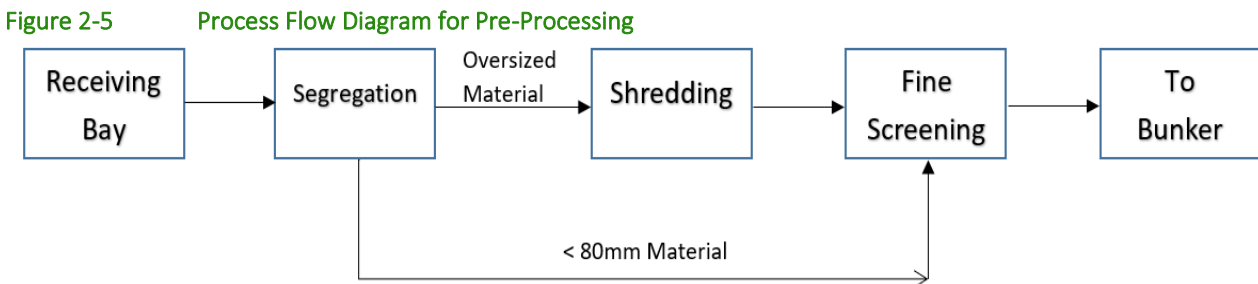 Figure 2-5 Process Flow Diagram for Pre-Processing
Receiving
Bay
Segregation
Oversized
Material
Shredding
Fine
Screening
To
Bunker
< 80mm Material